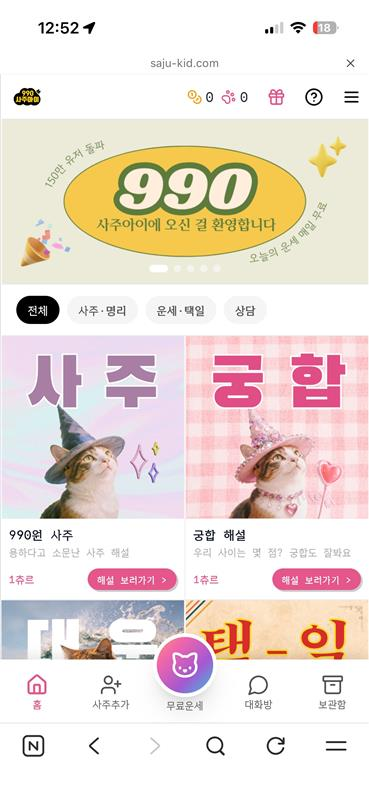 12:52
18
saju-kid.com
990
사주아이
0 0
150만 유저 돌파
990
사주아이에 오신 걸 환영합니다
오늘의 운세 매일 무료
전체 사주·명리 운세·택일 상담
사주
궁합
990원 사주
용하다고 소문난 사주 해설
1츄르 해설 보러가기 >
궁합 해설
우리 사이는 몇 점? 궁합도 잘봐요
1츄르 해설 보러가기 >
택-일
홈 사주추가 무료운세 대화방 보관함
N